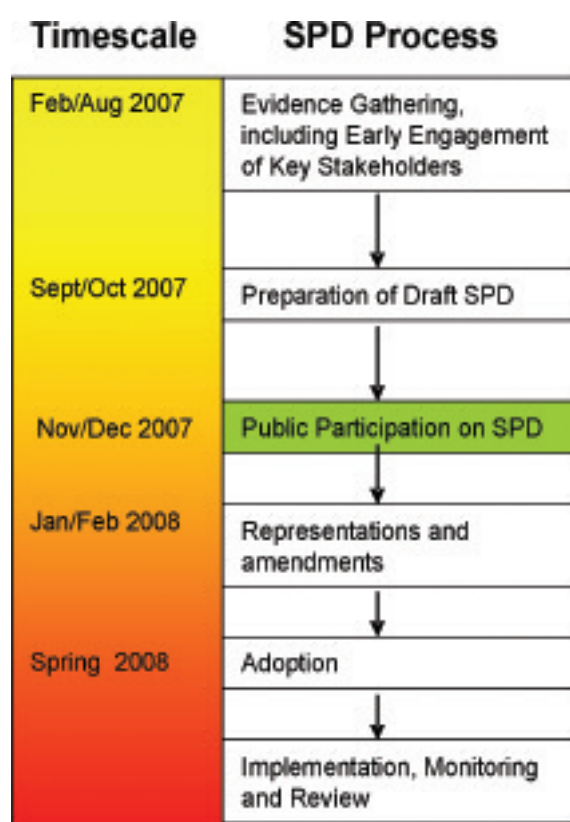 Timescale SPD Process
Feb/Aug 2007 Evidence Gathering,
including Early Engagement
of Key Stakeholders
Sept/Oct 2007 Preparation of Draft SPD
Nov/Dec 2007 Public Participation on SPD
Jan/Feb 2008 Representations and
amendments
Spring 2008 Adoption
Implementation, Monitoring
and Review